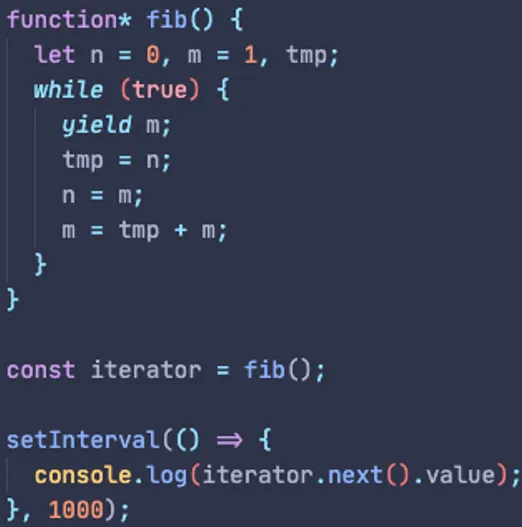 function* fib() {
  let n = 0, m = 1, tmp;
  while (true) {
    yield m;
    tmp = n;
    n = m;
    m = tmp + m;
  }
}

const iterator = fib();

setInterval(() => {
  console.log(iterator.next().value);
}, 1000);